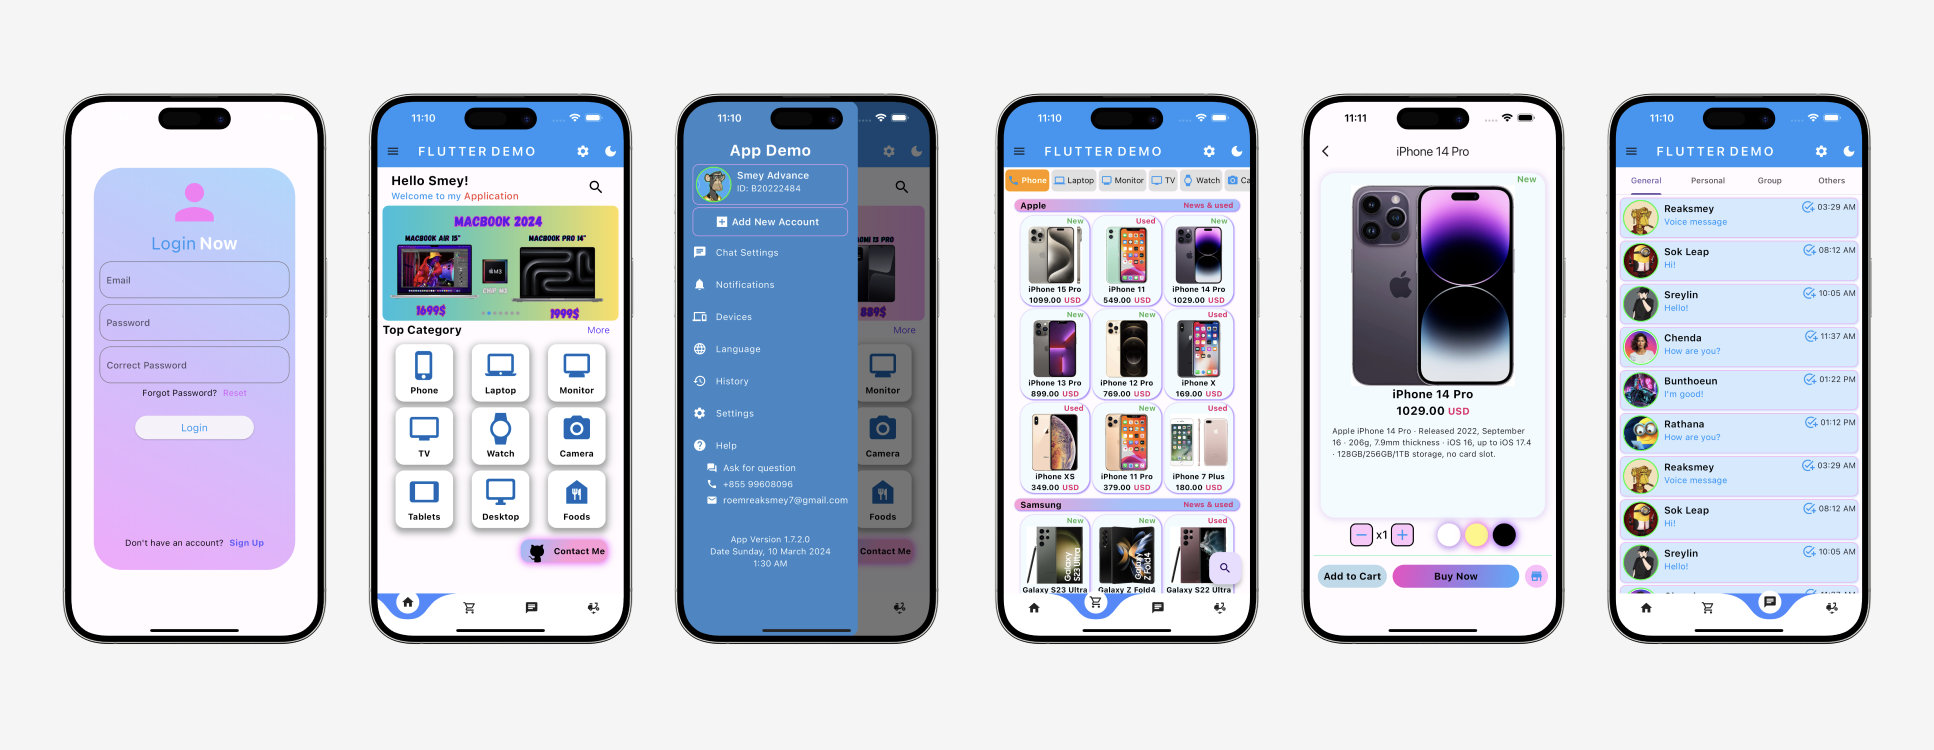 Login Now
Email
Password
Correct Password
Forgot Password? Reset
Login
Don't have an account? Sign Up
11:10
FLUTTER DEMO
Hello Smey!
Welcome to my Application
MACBOOK 2024
MACBOOK AIR 15"
MACBOOK PRO 14"
M3
CHIP M3
1699$
1999$
Top Category
More
Phone
Laptop
Monitor
TV
Watch
Camera
Tablets
Desktop
Foods
Contact Me
11:10
App Demo
Smey Advance
ID: B20222484
Add New Account
Chat Settings
Notifications
Devices
Language
History
Settings
Help
Ask for question
+855 99608096
roemreaksmey7@gmail.com
App Version 1.7.2.0
Date Sunday, 10 March 2024
1:30 AM
13 PRO
889$
More
Monitor
Camera
Foods
Contact Me
11:10
FLUTTER DEMO
Phone
Laptop
Monitor
TV
Watch
Ca
Apple
News & used
New
Used
New
iPhone 15 Pro
iPhone 11
iPhone 14 Pro
1099.00 USD
549.00 USD
1029.00 USD
New
New
Used
iPhone 13 Pro
iPhone 12 Pro
iPhone X
899.00 USD
769.00 USD
169.00 USD
Used
New
Used
iPhone XS
iPhone 11 Pro
iPhone 7 Plus
349.00 USD
379.00 USD
180.00 USD
Samsung
News & used
New
New
Used
Galaxy S23 Ultra
Galaxy Z Fold4
Galaxy S23 Ultra
Galaxy Z Fold4
Galaxy S22 Ultra
11:11
iPhone 14 Pro
New
iPhone 14 Pro
1029.00 USD
Apple iPhone 14 Pro · Released 2022, September
16 · 206g, 7.9mm thickness · iOS 16, up to iOS 17.4
· 128GB/256GB/1TB storage, no card slot.
x1
Add to Cart
Buy Now
11:10
FLUTTER DEMO
General
Personal
Group
Others
Reaksmey
03:29 AM
Voice message
Sok Leap
08:12 AM
Hi!
Sreylin
10:05 AM
Hello!
Chenda
11:37 AM
How are you?
Bunthoeun
01:22 PM
I'm good!
Rathana
01:12 PM
How are you?
Reaksmey
03:29 AM
Voice message
Sok Leap
08:12 AM
Hi!
Sreylin
10:05 AM
Hello!